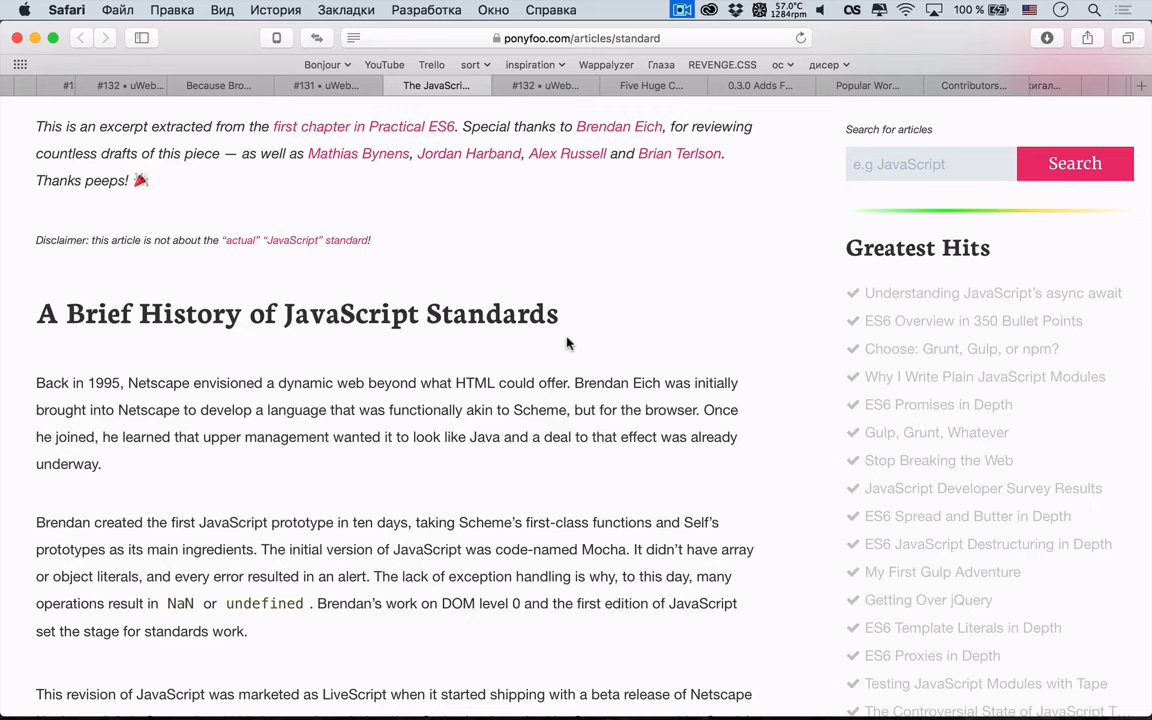 Safari Файл Правка Вид История Закладки Разработка Окно Справка 57.0°C 1284rpm 100 %
ponyfoo.com/articles/standard
Bonjour YouTube Trello sort inspiration Wappalyzer Глаза REVENGE.CSS ос дисер
#1 #132 – uWeb... Because Bro... #131 – uWeb... The JavaScri... #132 – uWeb... Five Huge C... 0.3.0 Adds F... Popular Wor... Contributors...
This is an excerpt extracted from the first chapter in Practical ES6. Special thanks to Brendan Eich, for reviewing
countless drafts of this piece — as well as Mathias Bynens, Jordan Harband, Alex Russell and Brian Terlson.
Thanks peeps! 🎉
Disclaimer: this article is not about the “actual” “JavaScript” standard!
A Brief History of JavaScript Standards
Back in 1995, Netscape envisioned a dynamic web beyond what HTML could offer. Brendan Eich was initially
brought into Netscape to develop a language that was functionally akin to Scheme, but for the browser. Once
he joined, he learned that upper management wanted it to look like Java and a deal to that effect was already
underway.
Brendan created the first JavaScript prototype in ten days, taking Scheme’s first-class functions and Self’s
prototypes as its main ingredients. The initial version of JavaScript was code-named Mocha. It didn’t have array
or object literals, and every error resulted in an alert. The lack of exception handling is why, to this day, many
operations result in NaN or undefined . Brendan’s work on DOM level 0 and the first edition of JavaScript
set the stage for standards work.
This revision of JavaScript was marketed as LiveScript when it started shipping with a beta release of Netscape
Search for articles
e.g JavaScript Search
Greatest Hits
Understanding JavaScript’s async await
ES6 Overview in 350 Bullet Points
Choose: Grunt, Gulp, or npm?
Why I Write Plain JavaScript Modules
ES6 Promises in Depth
Gulp, Grunt, Whatever
Stop Breaking the Web
JavaScript Developer Survey Results
ES6 Spread and Butter in Depth
ES6 JavaScript Destructuring in Depth
My First Gulp Adventure
Getting Over jQuery
ES6 Template Literals in Depth
ES6 Proxies in Depth
Testing JavaScript Modules with Tape
The Controversial State of JavaScript T...